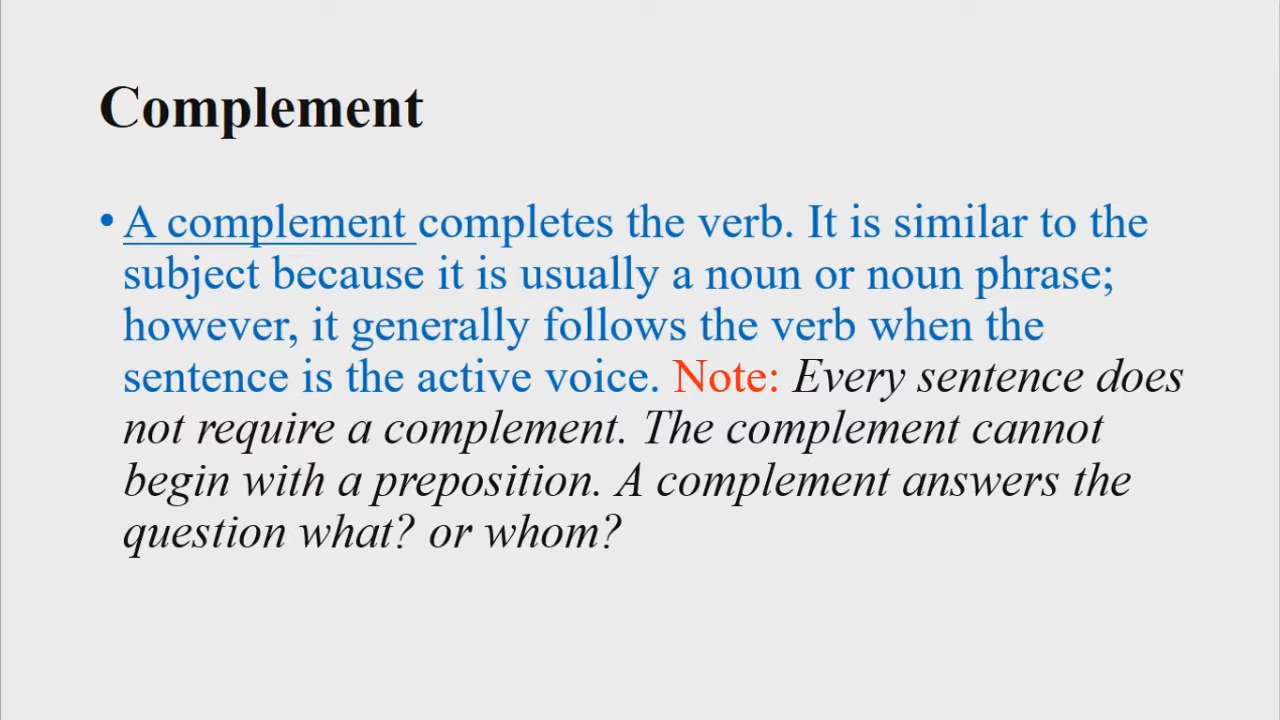 Complement
• A complement completes the verb. It is similar to the
subject because it is usually a noun or noun phrase;
however, it generally follows the verb when the
sentence is the active voice. Note: Every sentence does
not require a complement. The complement cannot
begin with a preposition. A complement answers the
question what? or whom?